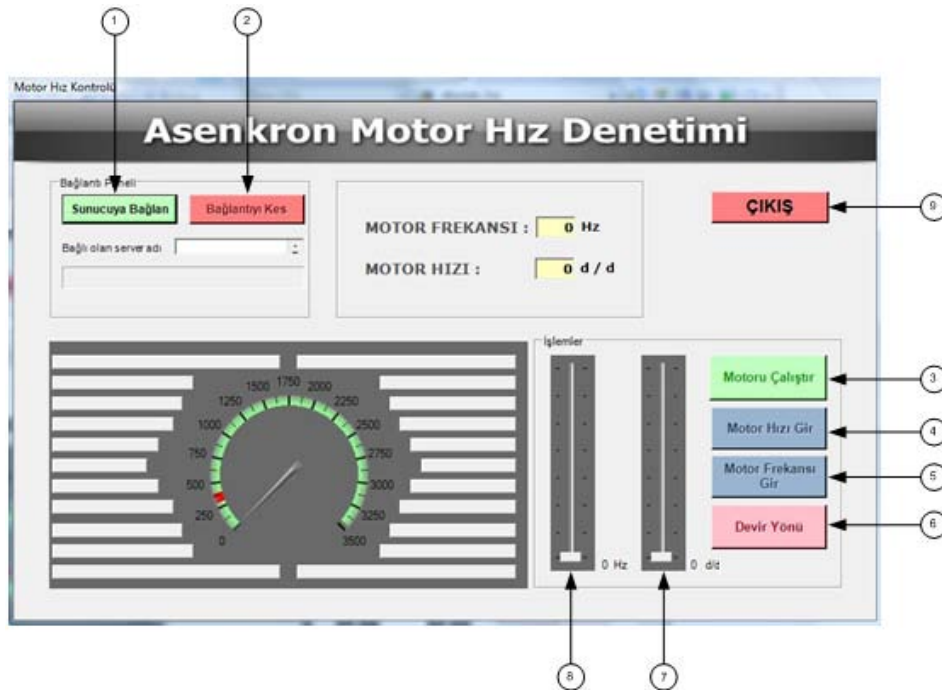 1
2
Motor Hız Kontrolü
Asenkron Motor Hız Denetimi
Bağlantı Paneli
Sunucuya Bağlan
Bağlantıyı Kes
Bağlı olan server adı
MOTOR FREKANSI : 0 Hz
MOTOR HIZI : 0 d / d
ÇIKIŞ
9
0
250
500
750
1000
1250
1500
1750
2000
2250
2500
2750
3000
3250
3500
İşlemler
0 Hz
0 d/d
Motoru Çalıştır
3
Motor Hızı Gir
4
Motor Frekansı
Gir
5
Devir Yönü
6
8
7